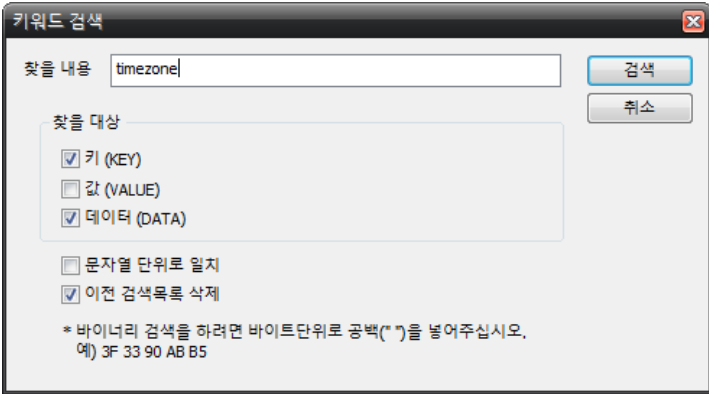 키워드 검색
찾을 내용 timezone 검색
취소
찾을 대상
키 (KEY)
값 (VALUE)
데이터 (DATA)
문자열 단위로 일치
이전 검색목록 삭제
* 바이너리 검색을 하려면 바이트단위로 공백(" ")을 넣어주십시오.
예) 3F 33 90 AB B5